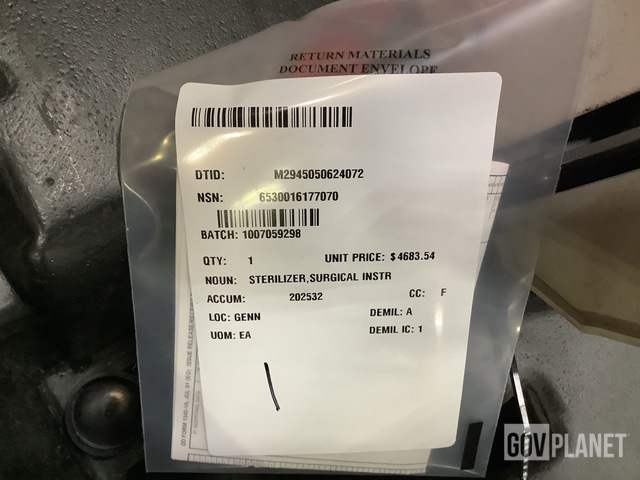 RETURN MATERIALS
DOCUMENT ENVELOPE
DTID: M2945050624072
NSN: 6530016177070
BATCH: 1007059298
QTY: 1 UNIT PRICE: $4683.54
NOUN: STERILIZER,SURGICAL INSTR
ACCUM: 202532 CC: F
LOC: GENN DEMIL: A
UOM: EA DEMIL IC: 1
GOVPLANET